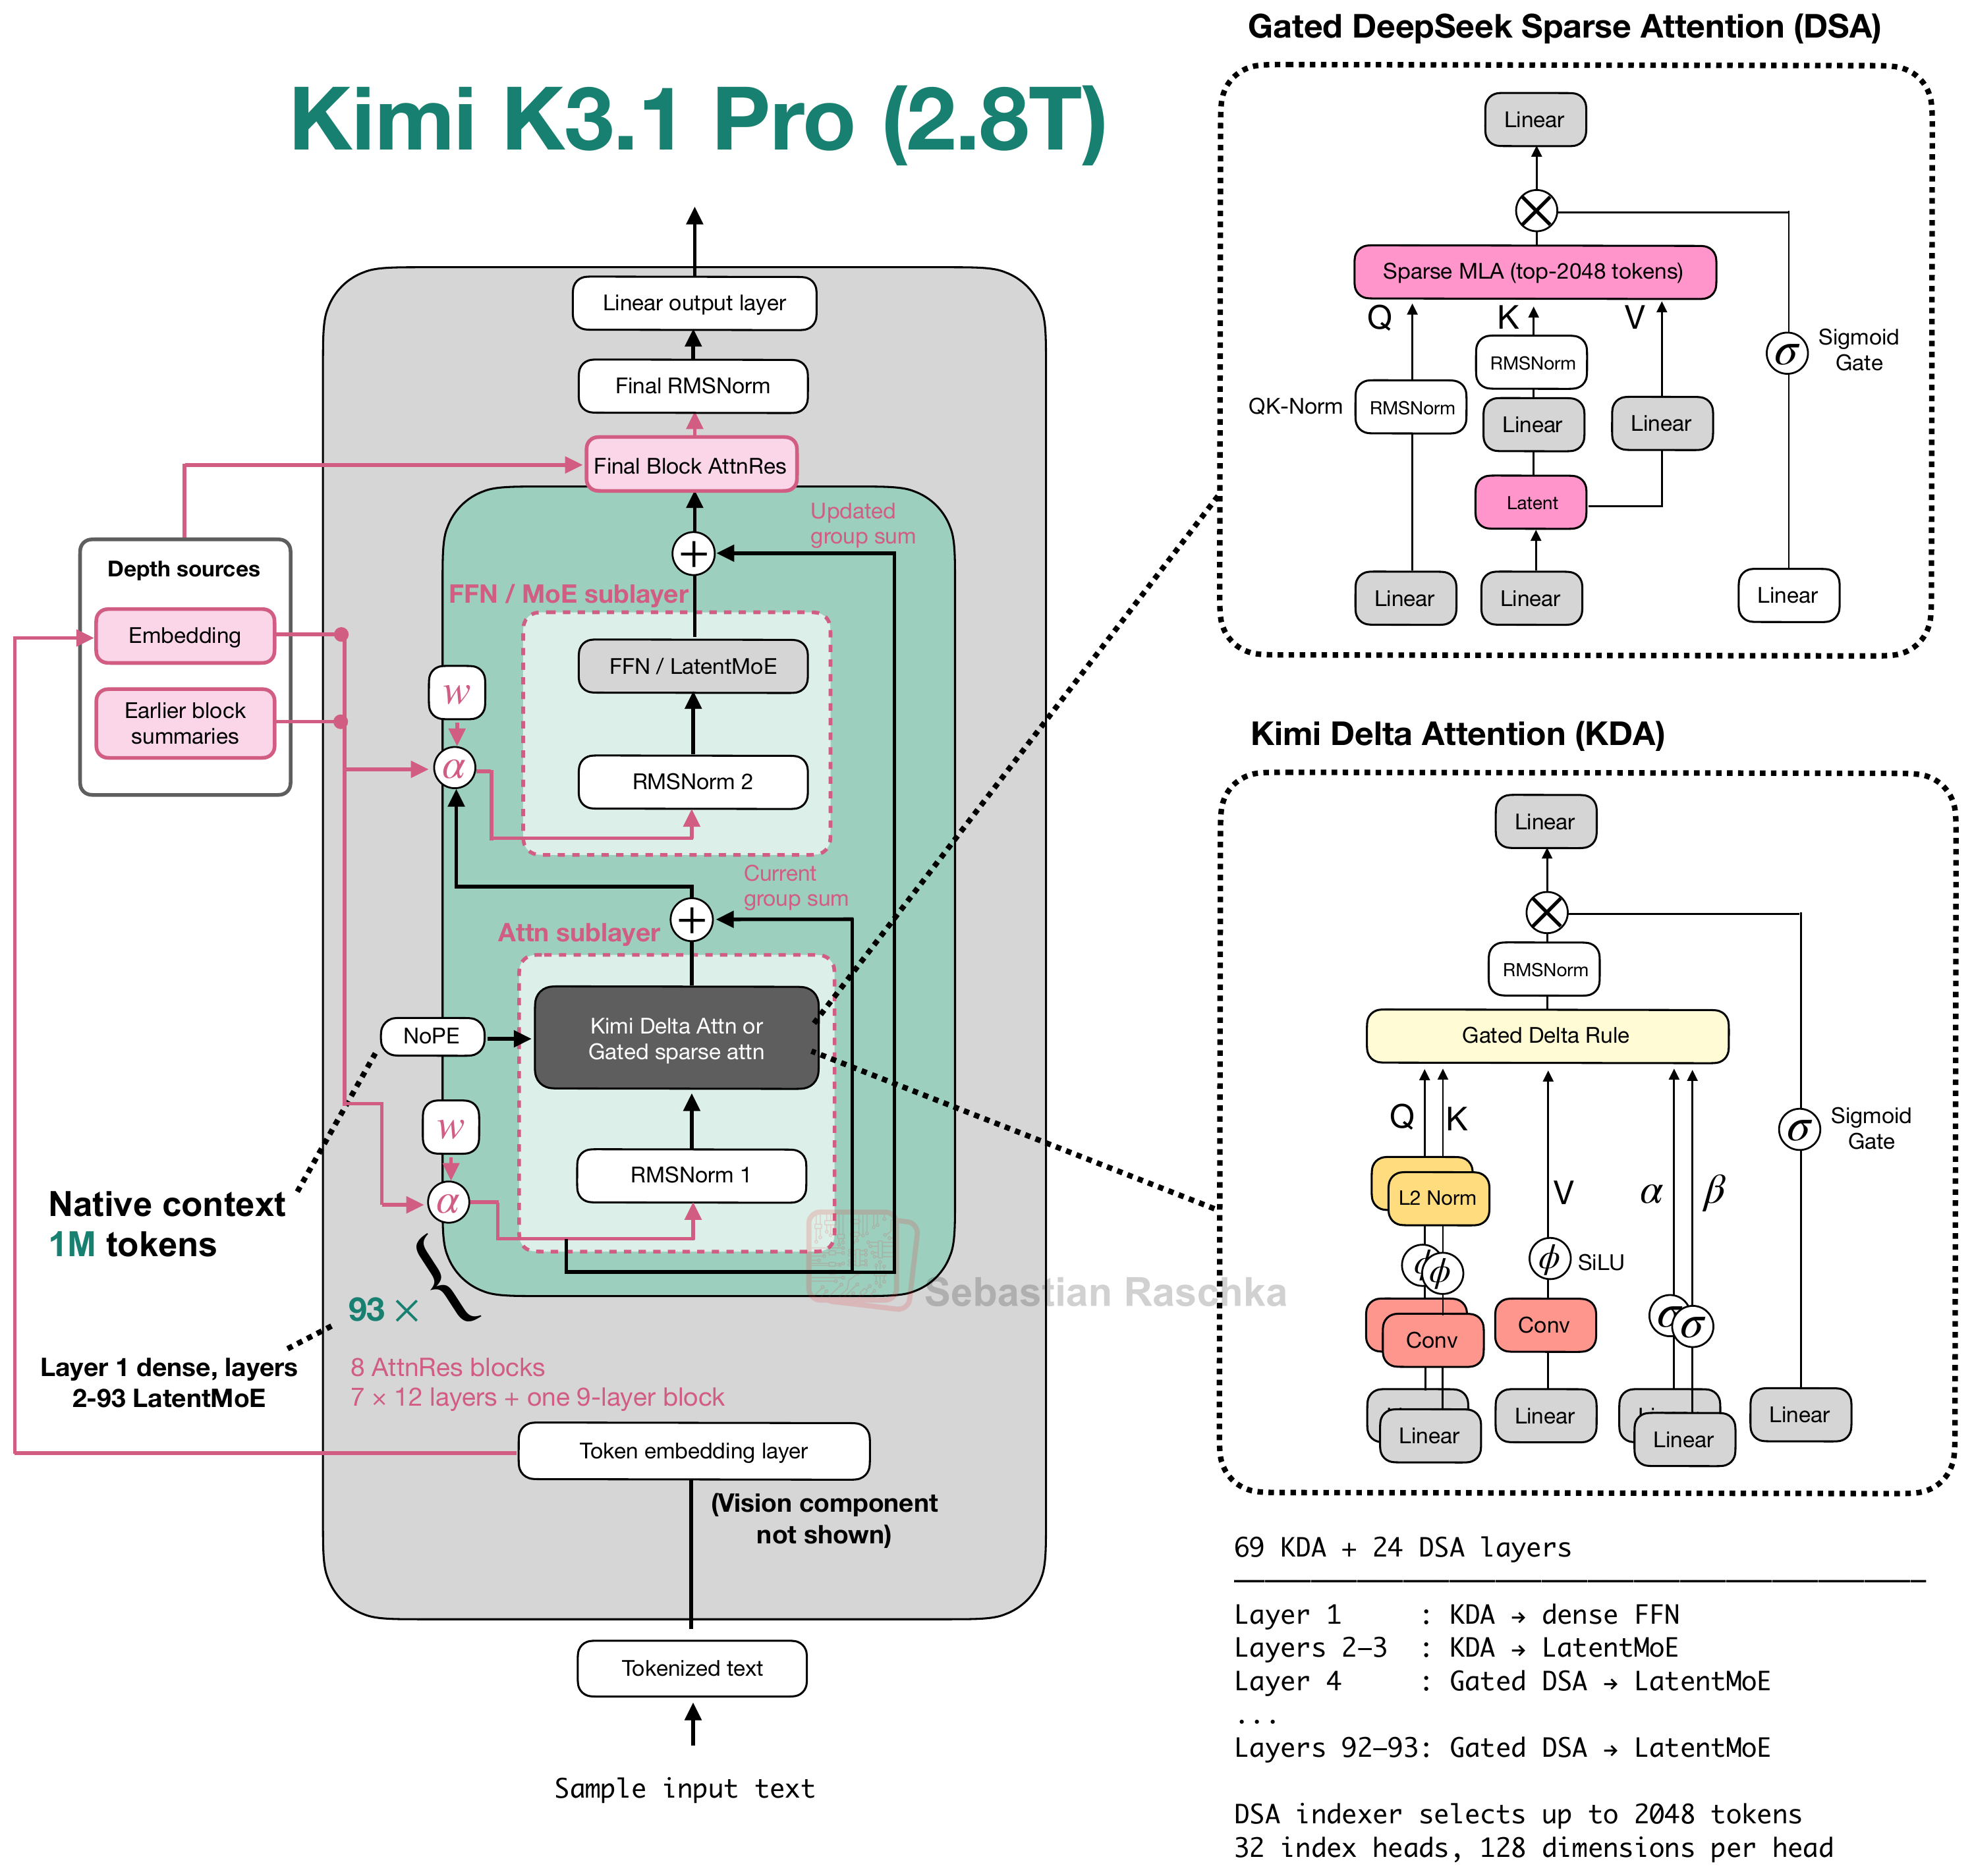 Kimi K3.1 Pro (2.8T)
Linear output layer
Final RMSNorm
Final Block AttnRes
Updated
group sum
Depth sources
Embedding
Earlier block
summaries
FFN / MoE sublayer
FFN / LatentMoE
w
α
RMSNorm 2
Current
group sum
Attn sublayer
Kimi Delta Attn or
Gated sparse attn
NoPE
w
α
RMSNorm 1
Native context
1M tokens
93 ×
Layer 1 dense, layers
2-93 LatentMoE
8 AttnRes blocks
7 × 12 layers + one 9-layer block
Token embedding layer
(Vision component
not shown)
Tokenized text
Sample input text
Sebastian Raschka
Gated DeepSeek Sparse Attention (DSA)
Linear
Sparse MLA (top-2048 tokens)
Q
K
V
RMSNorm
σ
Sigmoid
Gate
QK-Norm
RMSNorm
Linear
Linear
Latent
Linear
Linear
Linear
Kimi Delta Attention (KDA)
Linear
RMSNorm
Gated Delta Rule
Q
K
V
α
β
σ
Sigmoid
Gate
L2 Norm
ϕ
ϕ
ϕ
SiLU
Conv
Conv
σ
σ
Linear
Linear
Linear
Linear
Linear
69 KDA + 24 DSA layers
Layer 1 : KDA → dense FFN
Layers 2–3 : KDA → LatentMoE
Layer 4 : Gated DSA → LatentMoE
...
Layers 92–93: Gated DSA → LatentMoE
DSA indexer selects up to 2048 tokens
32 index heads, 128 dimensions per head